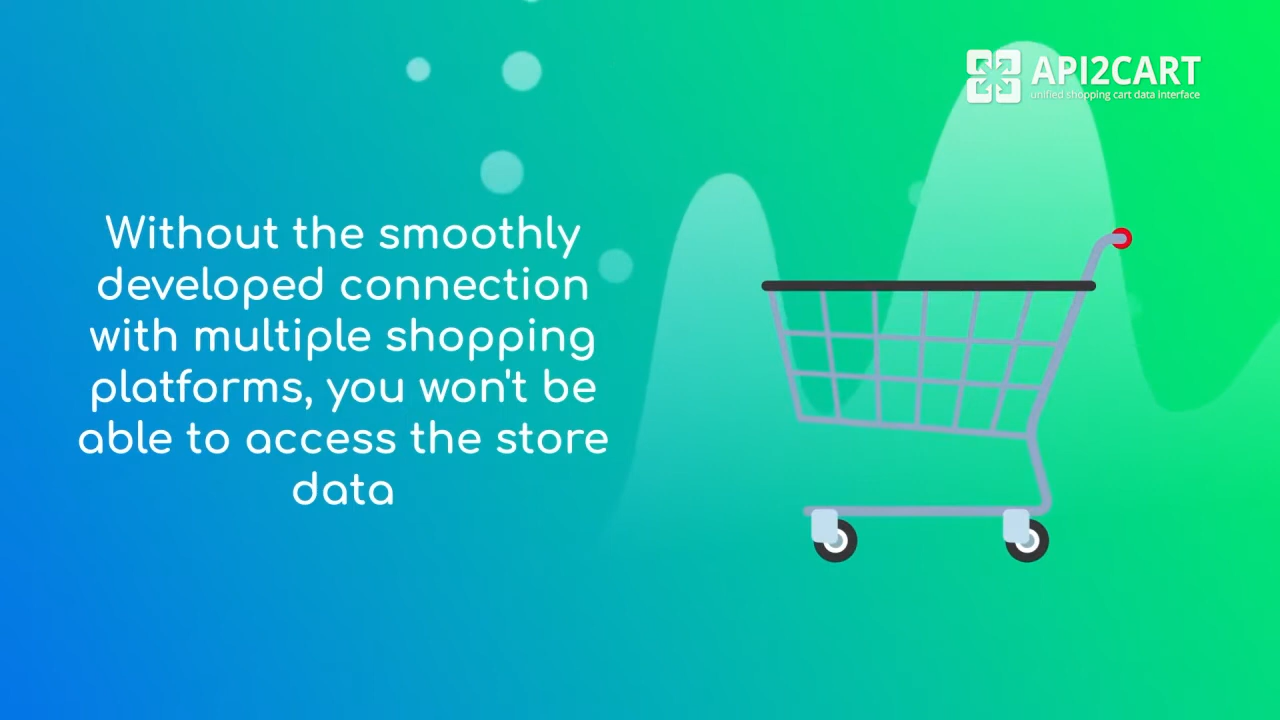 API2CART
unified shopping cart data interface
Without the smoothly
developed connection
with multiple shopping
platforms, you won't be
able to access the store
data